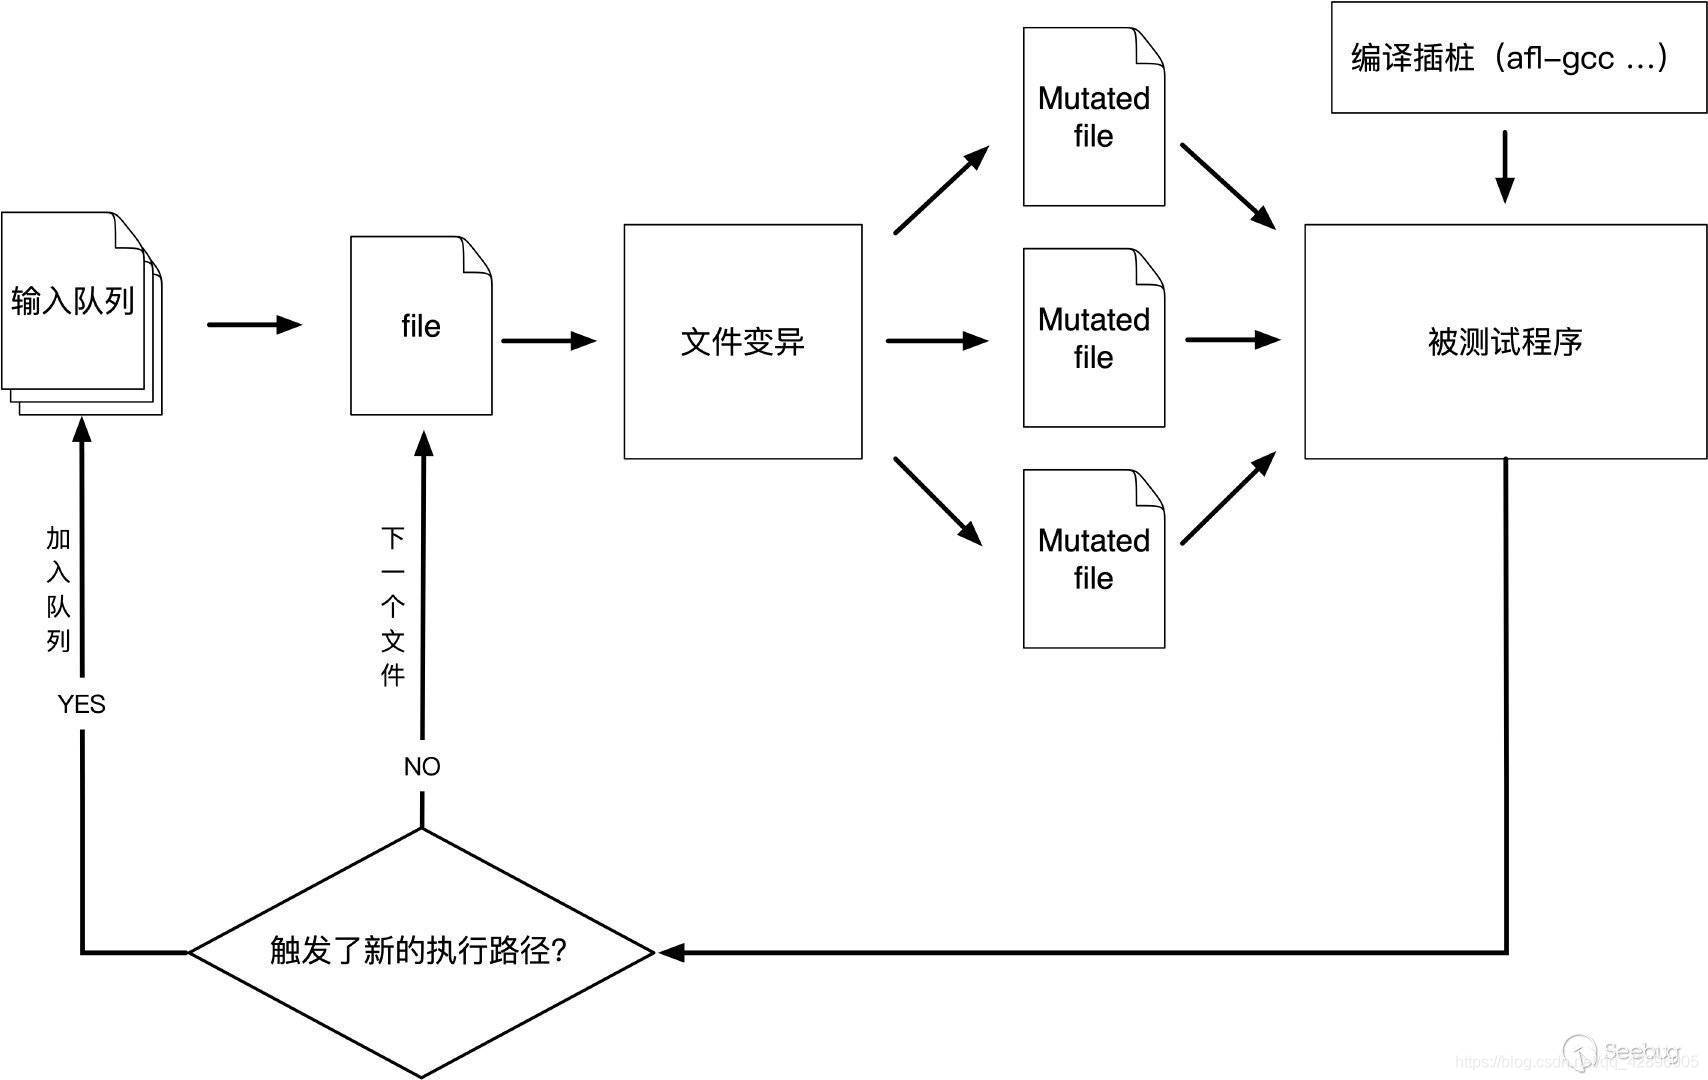 编译插桩（afl-gcc ...）
Mutated
file
输入队列
file
文件变异
Mutated
file
被测试程序
Mutated
file
加入队列
下一个文件
YES
NO
触发了新的执行路径?
Seebug